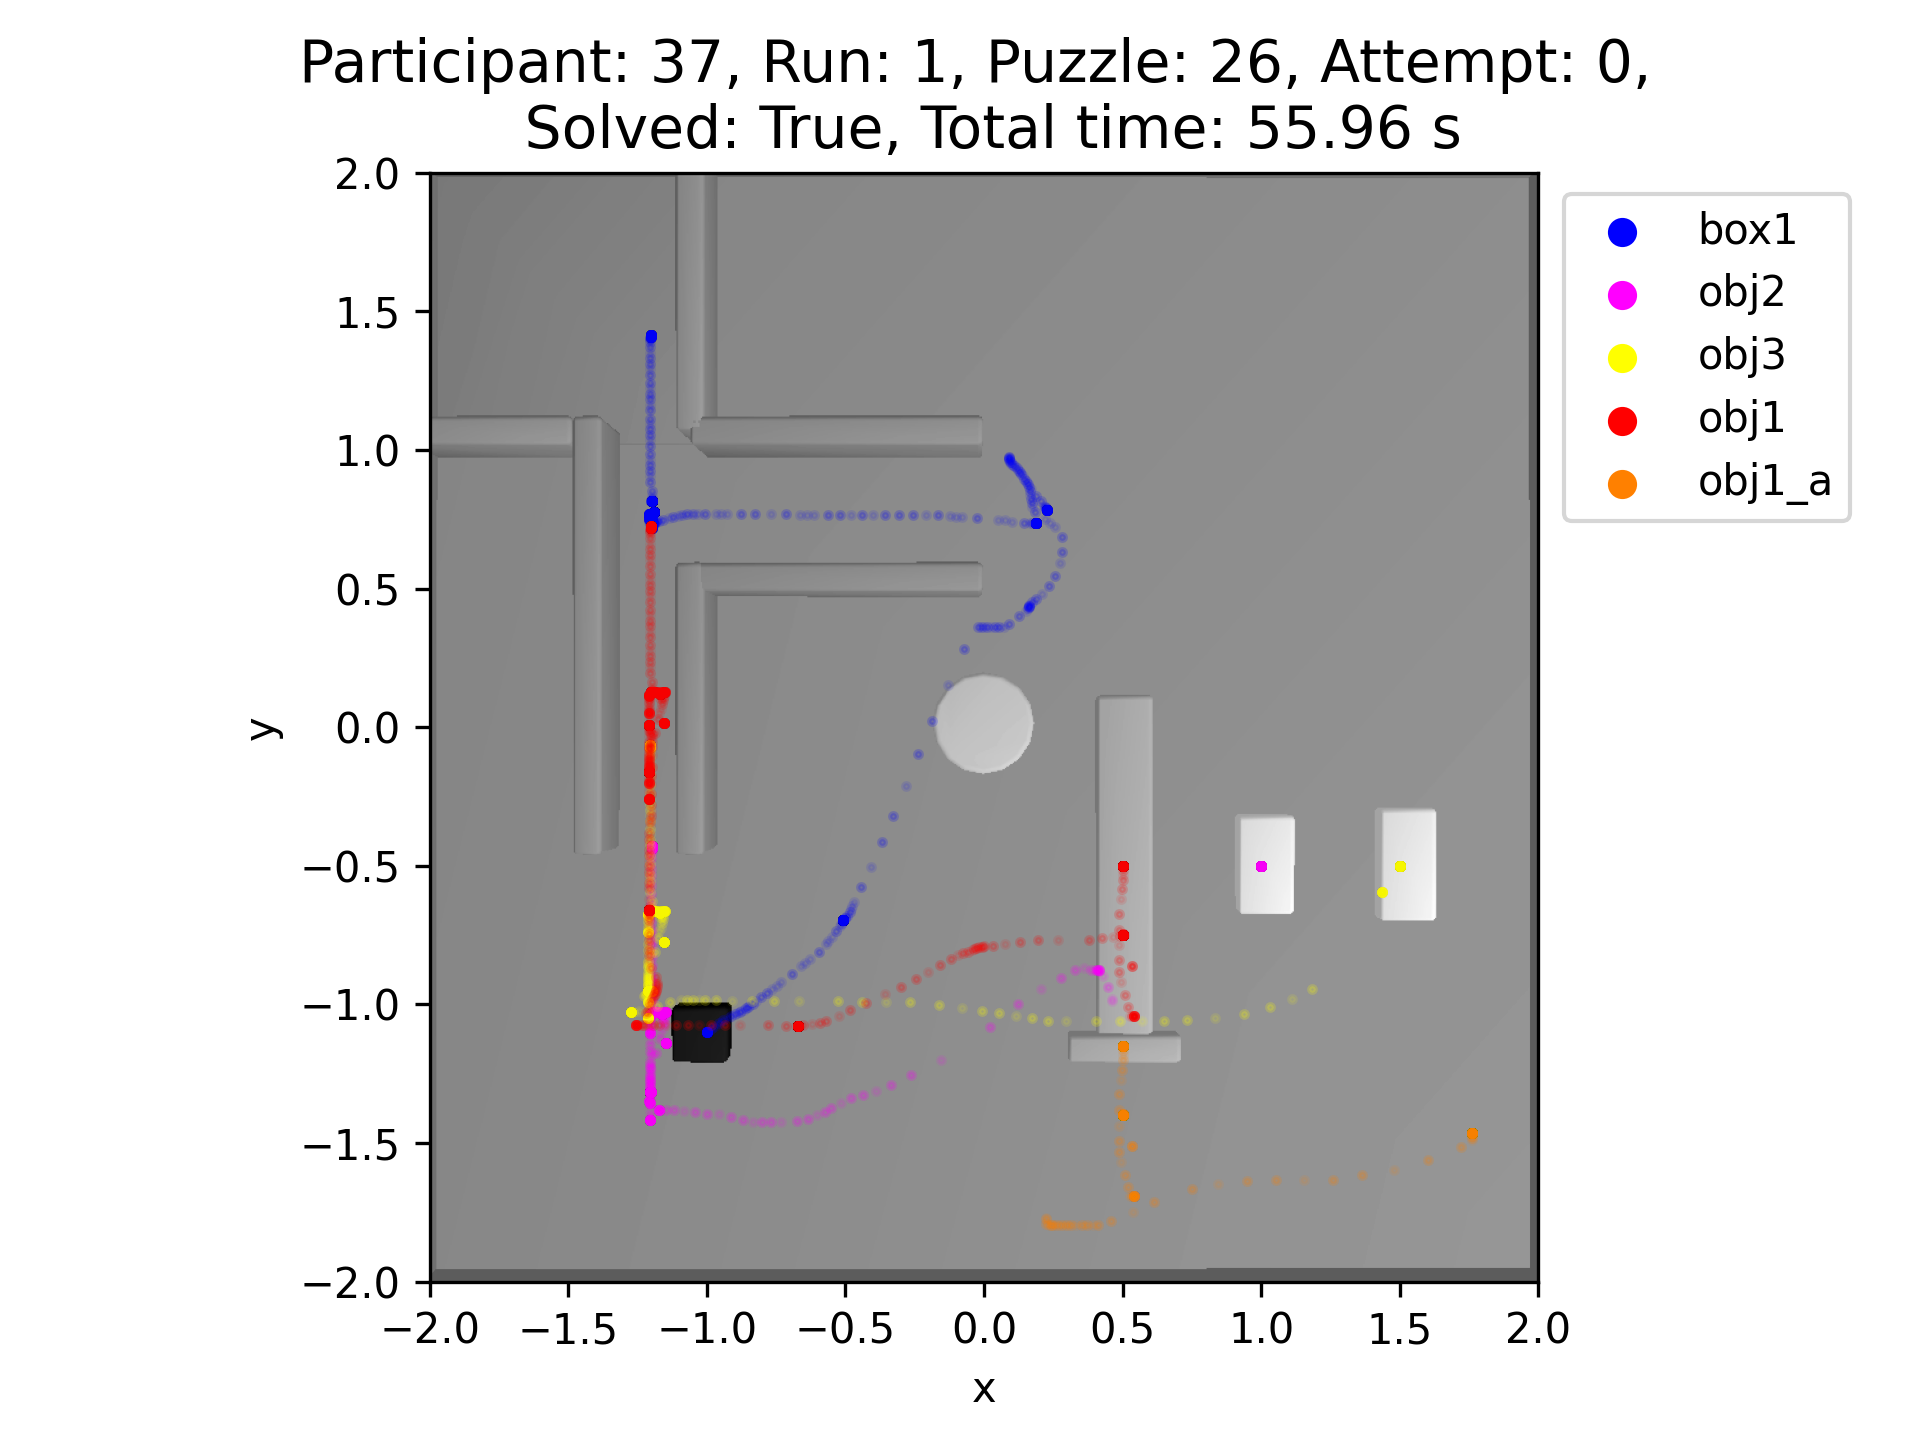 Participant: 37, Run: 1, Puzzle: 26, Attempt: 0,
Solved: True, Total time: 55.96 s
2.0
1.5
1.0
0.5
0.0
−0.5
−1.0
−1.5
−2.0
y
−2.0 −1.5 −1.0 −0.5 0.0 0.5 1.0 1.5 2.0
x
box1
obj2
obj3
obj1
obj1_a